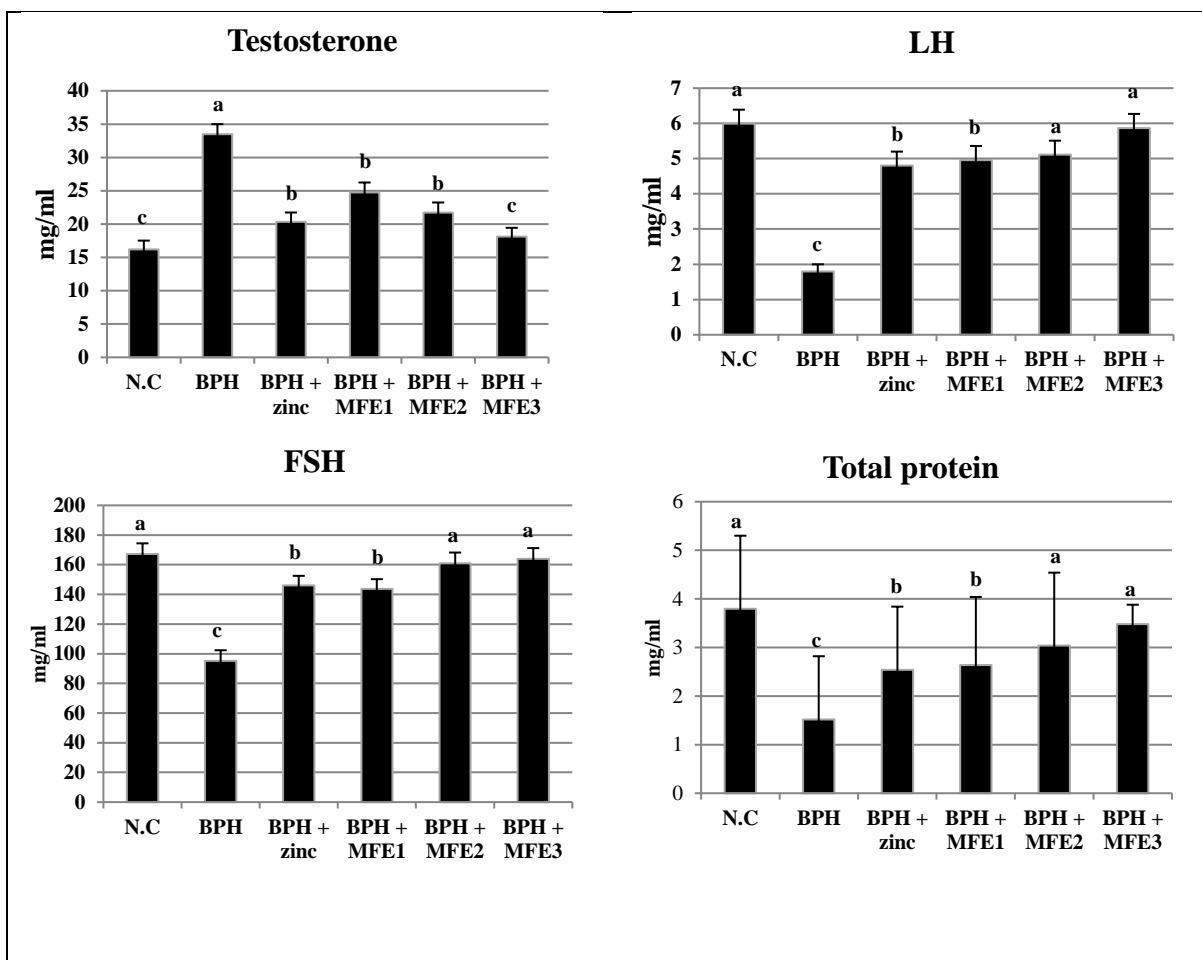 Testosterone
mg/ml
40
35
30
25
20
15
10
5
0
c
a
b
b
b
c
N.C
BPH
BPH +
zinc
BPH +
MFE1
BPH +
MFE2
BPH +
MFE3
LH
mg/ml
7
6
5
4
3
2
1
0
a
c
b
b
a
a
N.C
BPH
BPH +
zinc
BPH +
MFE1
BPH +
MFE2
BPH +
MFE3
FSH
mg/ml
200
180
160
140
120
100
80
60
40
20
0
a
c
b
b
a
a
N.C
BPH
BPH +
zinc
BPH +
MFE1
BPH +
MFE2
BPH +
MFE3
Total protein
mg/ml
6
5
4
3
2
1
0
a
c
b
b
a
a
N.C
BPH
BPH +
zinc
BPH +
MFE1
BPH +
MFE2
BPH +
MFE3